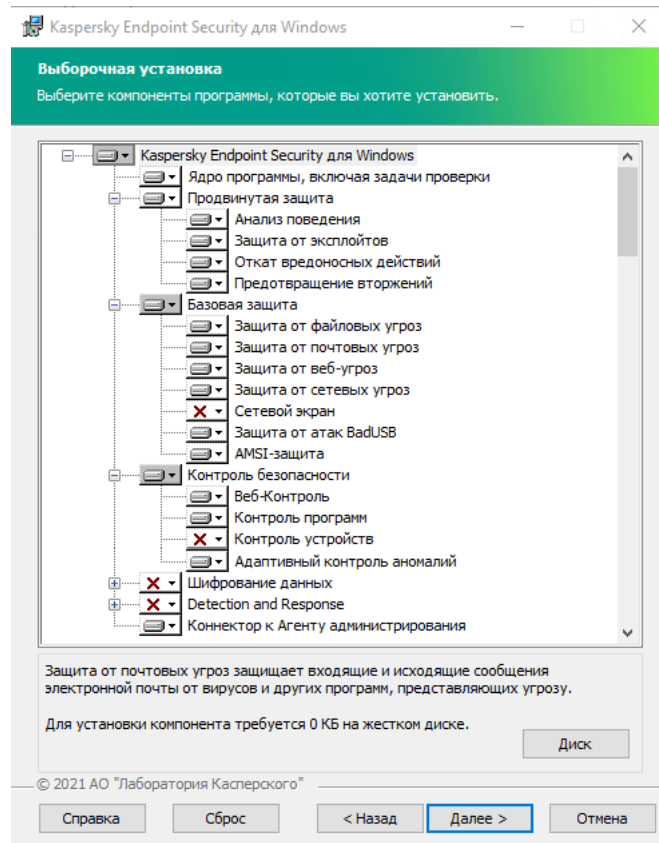 Kaspersky Endpoint Security для Windows
Выборочная установка
Выберите компоненты программы, которые вы хотите установить.
Kaspersky Endpoint Security для Windows
Ядро программы, включая задачи проверки
Продвинутая защита
Анализ поведения
Защита от эксплойтов
Откат вредоносных действий
Предотвращение вторжений
Базовая защита
Защита от файловых угроз
Защита от почтовых угроз
Защита от веб-угроз
Защита от сетевых угроз
Сетевой экран
Защита от атак BadUSB
AMSI-защита
Контроль безопасности
Веб-Контроль
Контроль программ
Контроль устройств
Адаптивный контроль аномалий
Шифрование данных
Detection and Response
Коннектор к Агенту администрирования
Защита от почтовых угроз защищает входящие и исходящие сообщения
электронной почты от вирусов и других программ, представляющих угрозу.
Для установки компонента требуется 0 КБ на жестком диске.
Диск
© 2021 АО "Лаборатория Касперского"
Справка
Сброс
< Назад
Далее >
Отмена